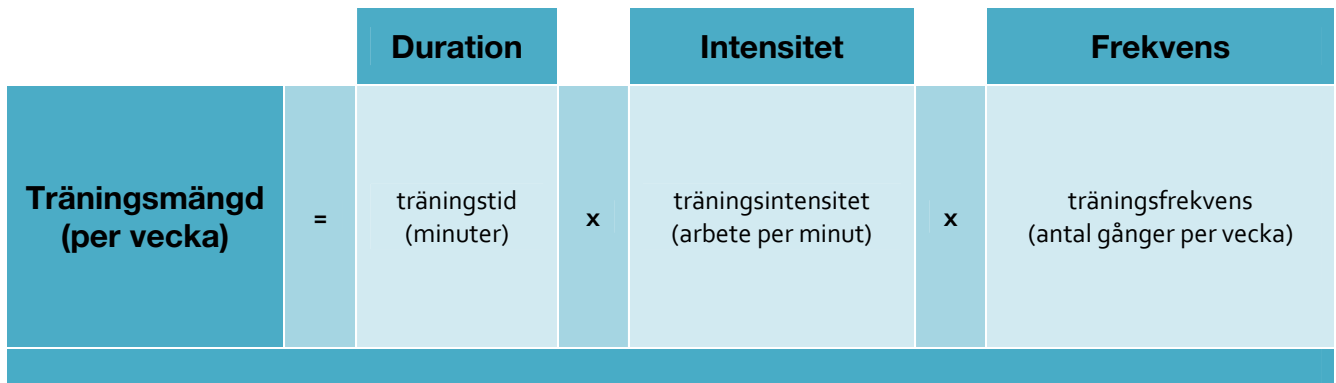 Duration
Intensitet
Frekvens
Träningsmängd
(per vecka)
=
träningstid
(minuter)
x
träningsintensitet
(arbete per minut)
x
träningsfrekvens
(antal gånger per vecka)